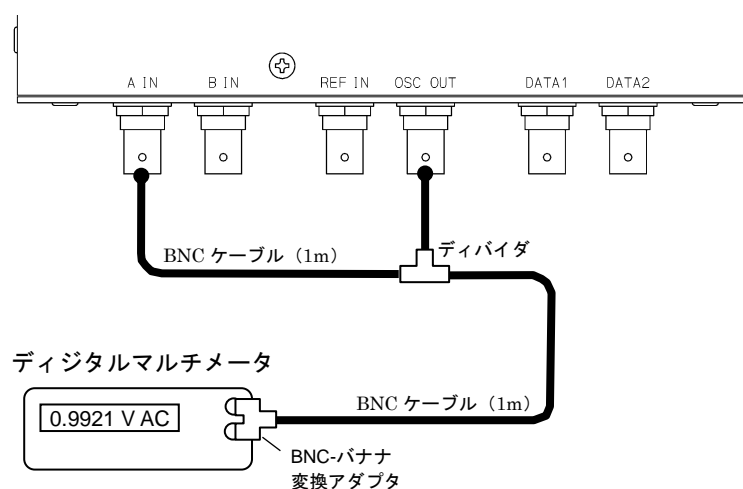 A IN
B IN
REF IN
OSC OUT
DATA1
DATA2
BNC ケーブル（1m）
ディバイダ
ディジタルマルチメータ
0.9921 V AC
BNC ケーブル（1m）
BNC-バナナ
変換アダプタ